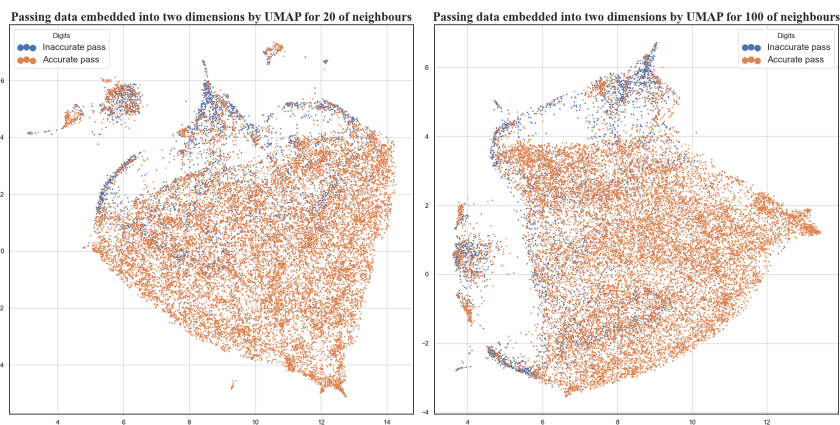 Passing data embedded into two dimensions by UMAP for 20 of neighbours
Digits
Inaccurate pass
Accurate pass
6
4
2
0
2
4
4
6
8
10
12
14
Passing data embedded into two dimensions by UMAP for 100 of neighbours
Digits
Inaccurate pass
Accurate pass
6
4
2
0
−2
−4
4
6
8
10
12